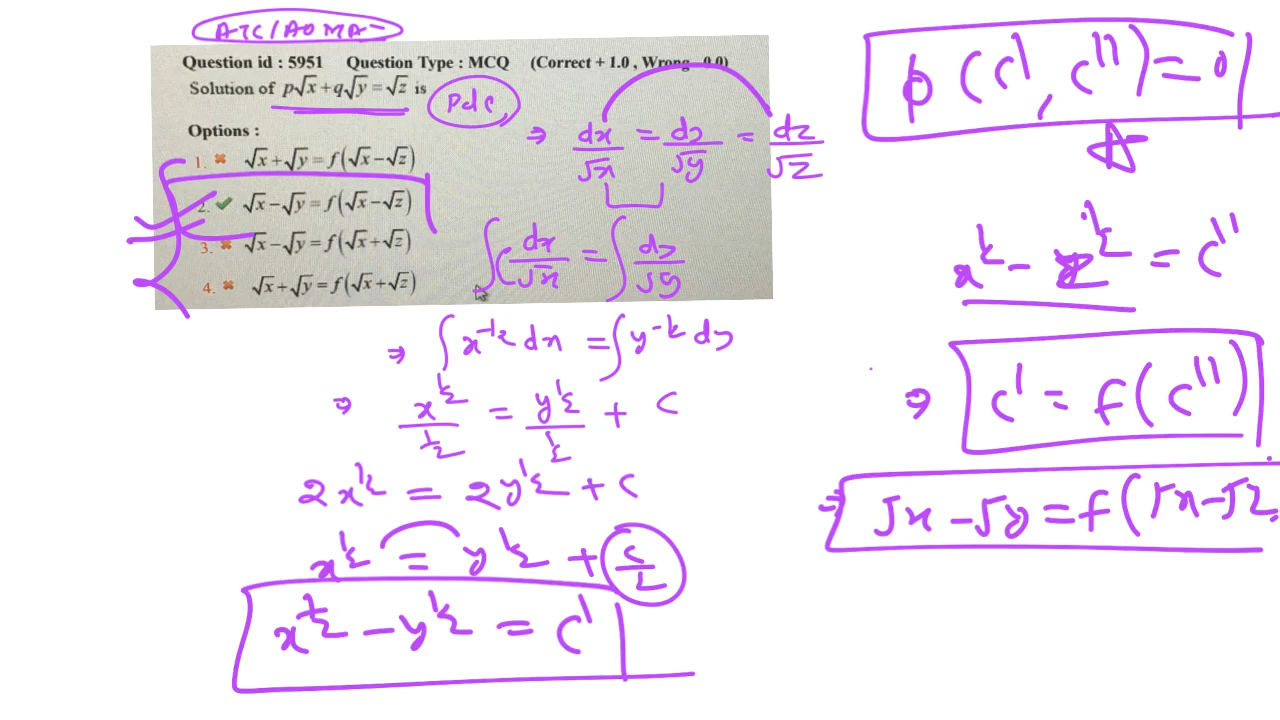 ATC/AOMA-
Question id : 5951 Question Type : MCQ (Correct + 1.0 , Wrong 0.0)
Solution of p√x+q√y=√z is
pde
Options :
1. ✖ √x+√y=f(√x−√z)
2. ✔ √x−√y=f(√x−√z)
3. ✖ √x−√y=f(√x+√z)
4. ✖ √x+√y=f(√x+√z)
⇒ dx/√x = dy/√y = dz/√z
∫ dx/√x = ∫ dy/√y
⇒ ∫ x^-½ dx = ∫ y^-½ dy
⇒ x^½/½ = y^½/½ + c
2x^½ = 2y^½ + c
x^½ = y^½ + c/2
x^½ − y^½ = c'
ϕ(c', c'') = 0
x^½ − z^½ = c''
⇒ c' = f(c'')
⇒ √x − √y = f(√x − √z